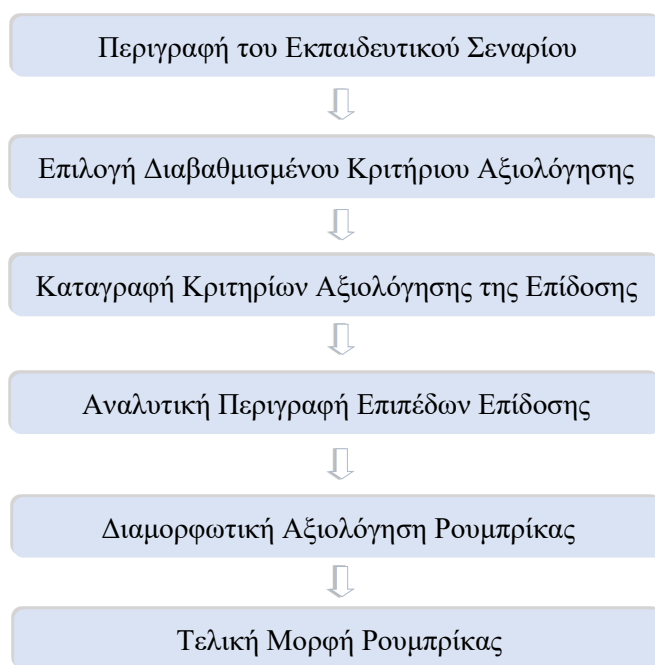 Περιγραφή του Εκπαιδευτικού Σεναρίου
Επιλογή Διαβαθμισμένου Κριτήριου Αξιολόγησης
Καταγραφή Κριτηρίων Αξιολόγησης της Επίδοσης
Αναλυτική Περιγραφή Επιπέδων Επίδοσης
Διαμορφωτική Αξιολόγηση Ρουμπρίκας
Τελική Μορφή Ρουμπρίκας